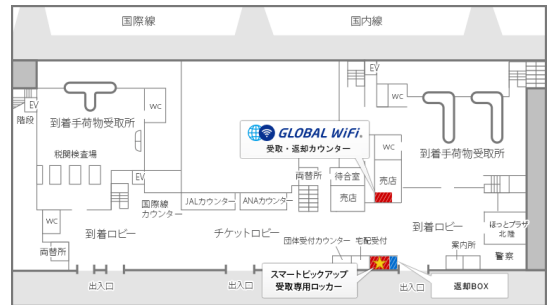 国際線
国内線
EV
WC
階段
到着手荷物受取所
税関検査場
EV
WC
両替所
到着ロビー
国際線
カウンター
JALカウンター
ANAカウンター
チケットロビー
GLOBAL WiFi®
受取・返却カウンター
両替所
待合室
売店
EV
WC
WC
売店
到着手荷物受取所
到着ロビー
団体受付カウンター
宅配受付
案内所
ほっとプラザ
北陸
警察
スマートピックアップ
受取専用ロッカー
返却BOX
出入口
出入口
出入口